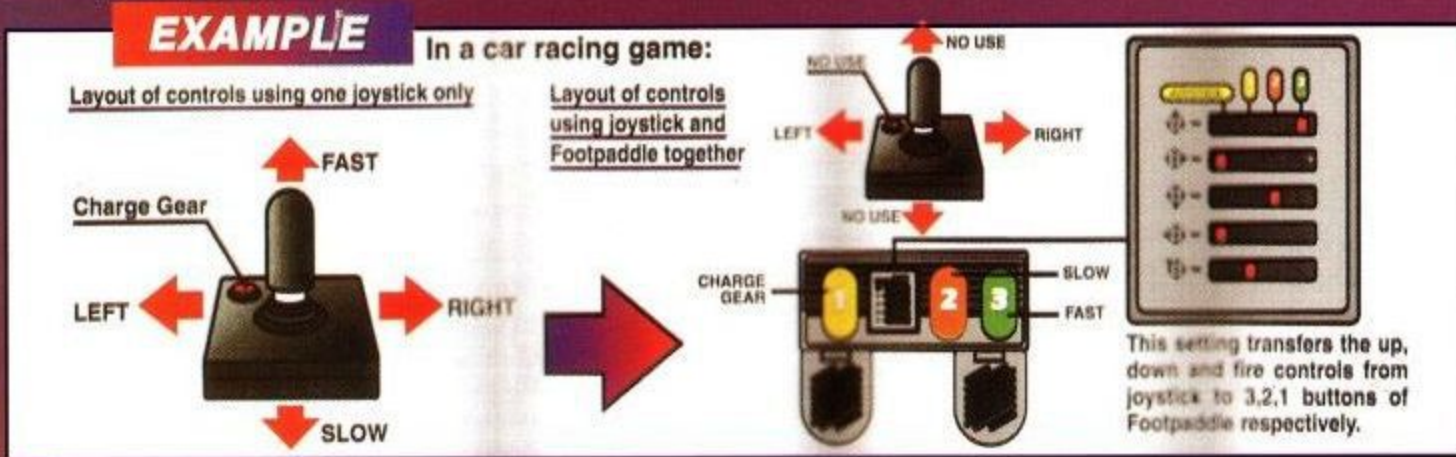 EXAMPLE
In a car racing game:
Layout of controls using one joystick only
FAST
Charge Gear
LEFT
RIGHT
SLOW
Layout of controls
using joystick and
Footpaddle together
NO USE
NO USE
LEFT
RIGHT
NO USE
CHARGE
GEAR
1
2
3
SLOW
FAST
This setting transfers the up,
down and fire controls from
joystick to 3,2,1 buttons of
Footpaddle respectively.